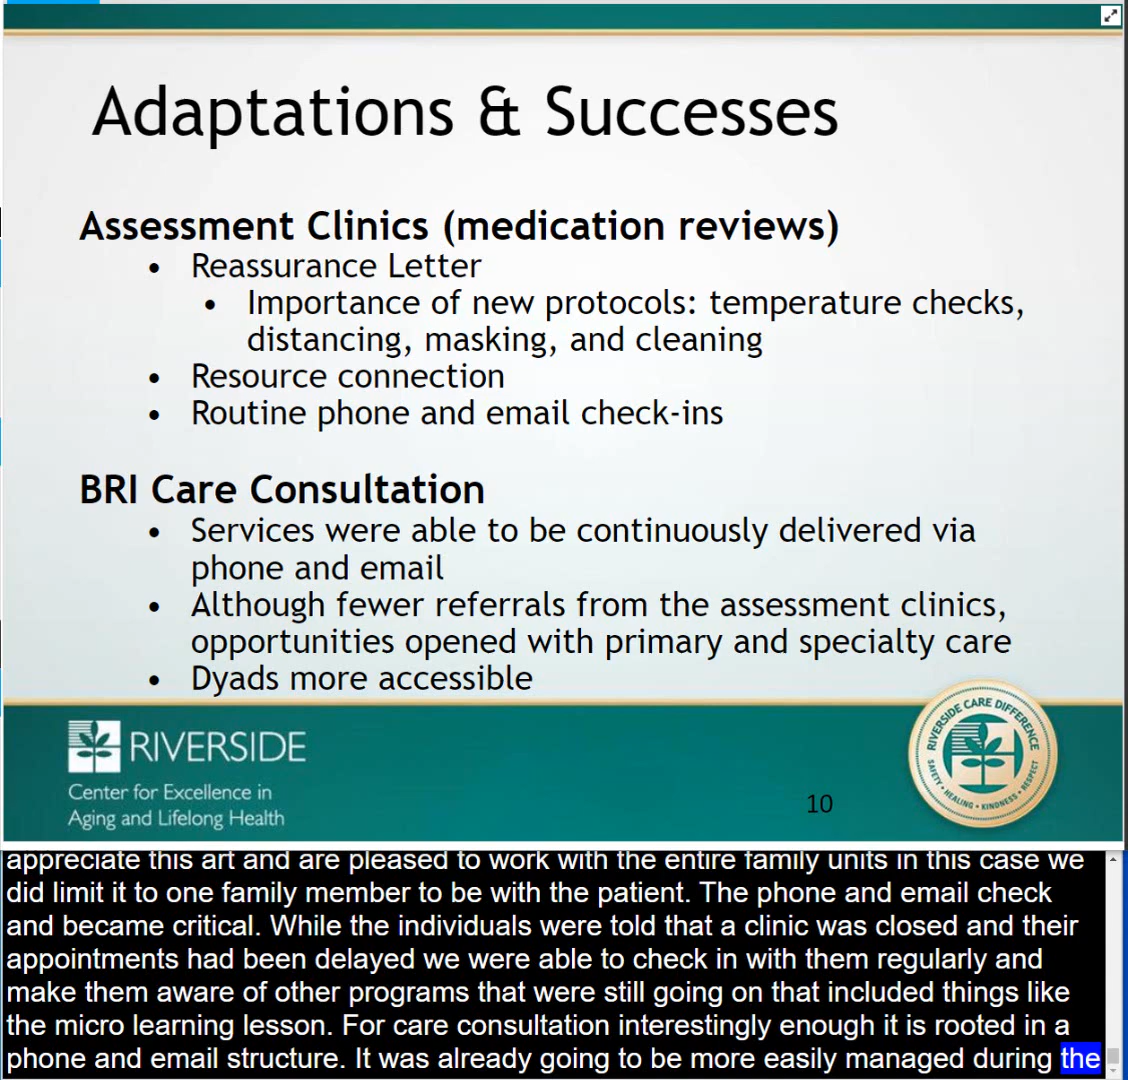 Adaptations & Successes
Assessment Clinics (medication reviews)
• Reassurance Letter
• Importance of new protocols: temperature checks,
distancing, masking, and cleaning
• Resource connection
• Routine phone and email check-ins
BRI Care Consultation
• Services were able to be continuously delivered via
phone and email
• Although fewer referrals from the assessment clinics,
opportunities opened with primary and specialty care
• Dyads more accessible
RIVERSIDE
Center for Excellence in
Aging and Lifelong Health
10
RIVERSIDE CARE DIFFERENCE
SAFETY • HEALING • KINDNESS • RESPECT
appreciate this art and are pleased to work with the entire family units in this case we
did limit it to one family member to be with the patient. The phone and email check
and became critical. While the individuals were told that a clinic was closed and their
appointments had been delayed we were able to check in with them regularly and
make them aware of other programs that were still going on that included things like
the micro learning lesson. For care consultation interestingly enough it is rooted in a
phone and email structure. It was already going to be more easily managed during the